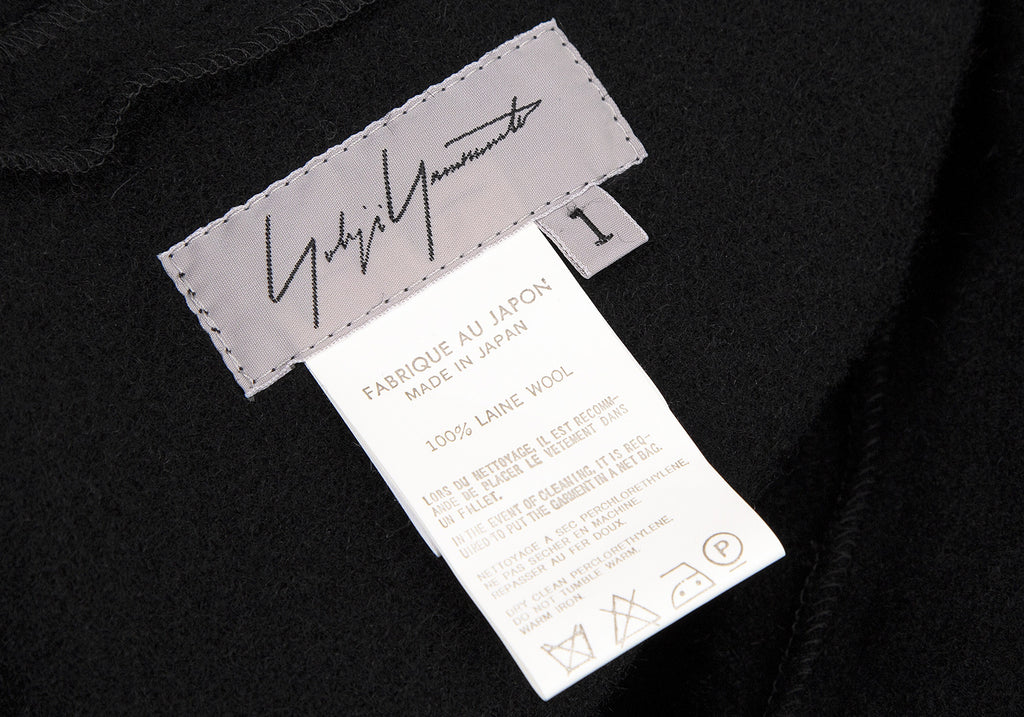 Yohji Yamamoto
1
FABRIQUE AU JAPON
MADE IN JAPAN
100% LAINE WOOL
LORS DU NETTOYAGE, IL EST RECOMM-
ANDE DE PLACER LE VETEMENT DANS
UN FILLET.
IN THE EVENT OF CLEANING, IT IS REQ-
UIRED TO PUT THE GARMENT IN A NET BAG.
NETTOYAGE A SEC PERCHLORETHYLENE.
NE PAS SECHER EN MACHINE.
REPASSER AU FER DOUX.
DRY CLEAN PERCLORETHYLENE.
DO NOT TUMBLE WARM.
WARM IRON.
P